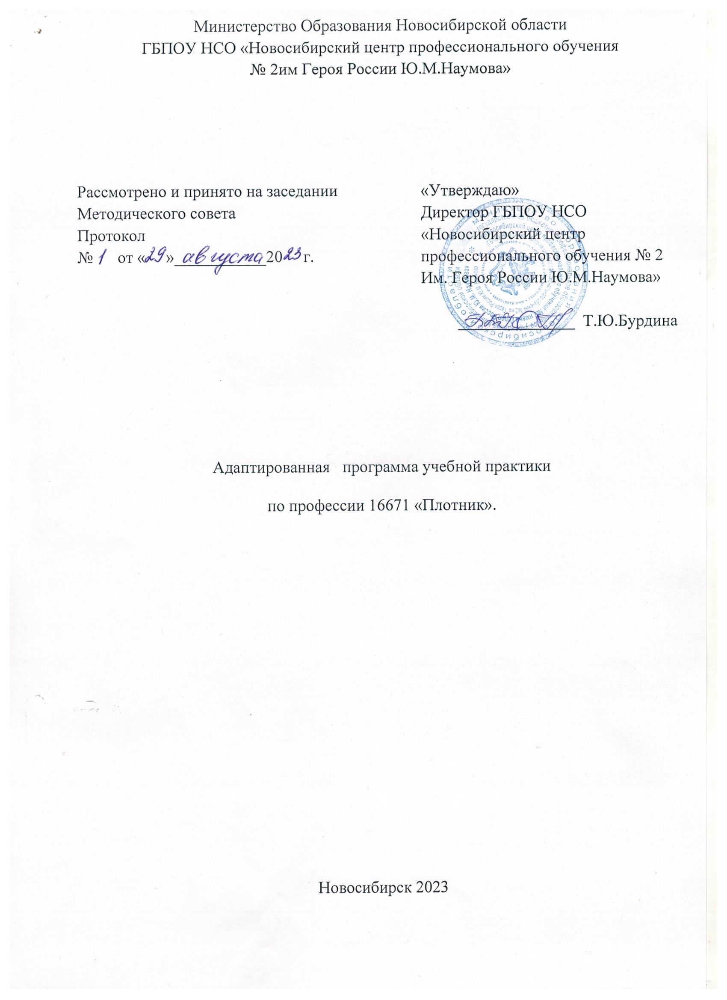 Министерство Образования Новосибирской области
ГБПОУ НСО «Новосибирский центр профессионального обучения
№ 2им Героя России Ю.М.Наумова»
Рассмотрено и принято на заседании
Методического совета
Протокол
№ 1 от «29» августа 2023 г.
«Утверждаю»
Директор ГБПОУ НСО
«Новосибирский центр
профессионального обучения № 2
Им. Героя России Ю.М.Наумова»
Т.Ю.Бурдина
Адаптированная программа учебной практики
по профессии 16671 «Плотник».
Новосибирск 2023